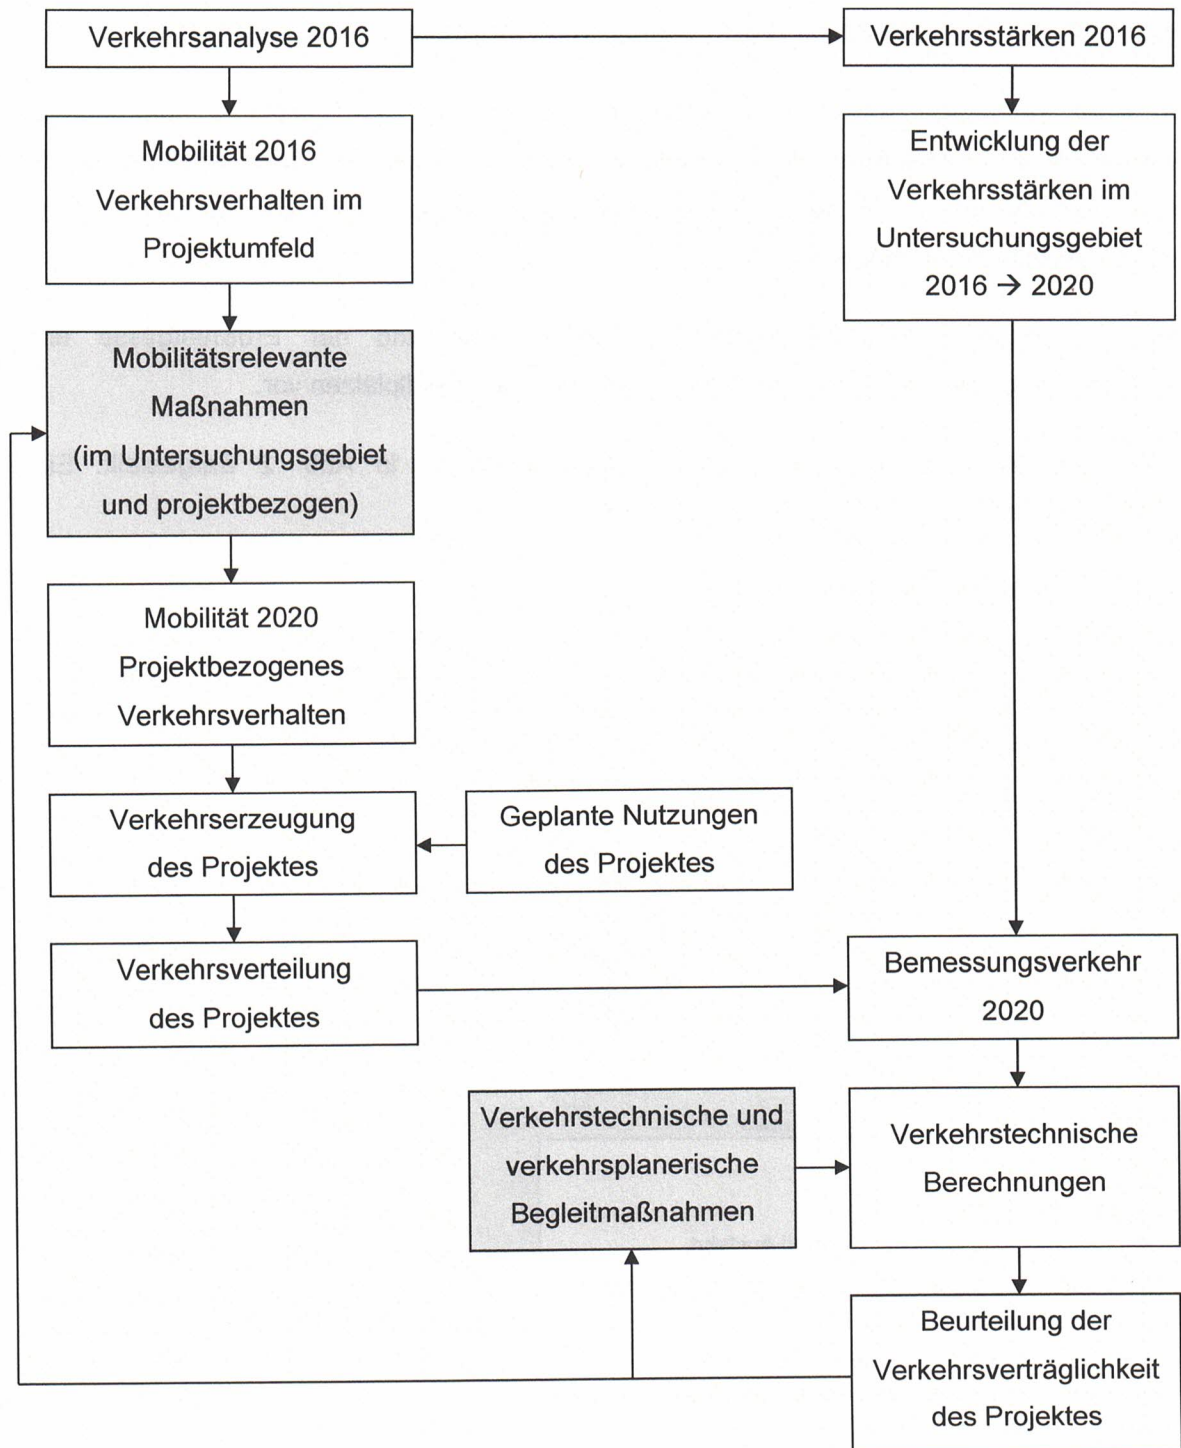 Verkehrsanalyse 2016
Verkehrsstärken 2016
Mobilität 2016
Verkehrsverhalten im
Projektumfeld
Entwicklung der
Verkehrsstärken im
Untersuchungsgebiet
2016 → 2020
Mobilitätsrelevante
Maßnahmen
(im Untersuchungsgebiet
und projektbezogen)
Mobilität 2020
Projektbezogenes
Verkehrsverhalten
Verkehrserzeugung
des Projektes
Geplante Nutzungen
des Projektes
Verkehrsverteilung
des Projektes
Bemessungsverkehr
2020
Verkehrstechnische und
verkehrsplanerische
Begleitmaßnahmen
Verkehrstechnische
Berechnungen
Beurteilung der
Verkehrsverträglichkeit
des Projektes